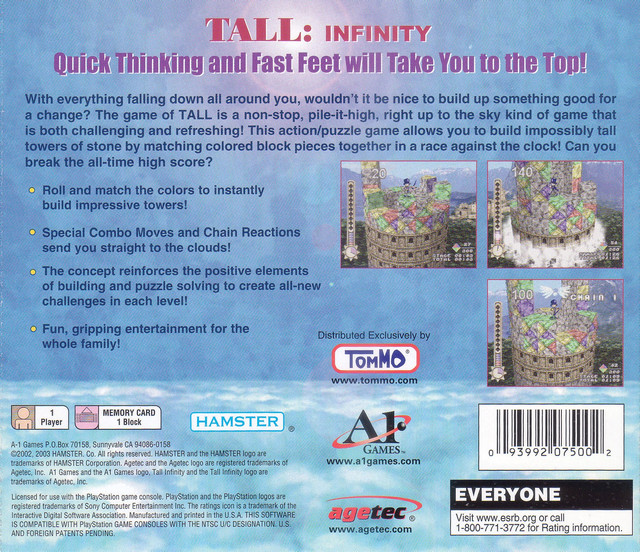 TALL: INFINITY
Quick Thinking and Fast Feet will Take You to the Top!
With everything falling down all around you, wouldn't it be nice to build up something good for
a change? The game of TALL is a non-stop, pile-it-high, right up to the sky kind of game that
is both challenging and refreshing! This action/puzzle game allows you to build impossibly tall
towers of stone by matching colored block pieces together in a race against the clock! Can you
break the all-time high score?
Roll and match the colors to instantly
build impressive towers!
Special Combo Moves and Chain Reactions
send you straight to the clouds!
The concept reinforces the positive elements
of building and puzzle solving to create all-new
challenges in each level!
Fun, gripping entertainment for the
whole family!
20
140
100
CHAIN 1
Distributed Exclusively by
TOMMO®
www.tommo.com
1
Player
MEMORY CARD
1 Block
HAMSTER®
A1
GAMES™
www.a1games.com
agetec®
www.agetec.com
A-1 Games P.O.Box 70158, Sunnyvale CA 94086-0158
©2002, 2003 HAMSTER. Co. All rights reserved. HAMSTER and the HAMSTER logo are
trademarks of HAMSTER Corporation. Agetec and the Agetec logo are registered trademarks of
Agetec, Inc. A1 Games and the A1 Games logo, Tall Infinity and the Tall Infinity logo are
trademarks of Agetec, Inc.
Licensed for use with the PlayStation game console. PlayStation and the PlayStation logos are
registered trademarks of Sony Computer Entertainment Inc. The ratings icon is a trademark of the
Interactive Digital Software Association. Manufactured and printed in the U.S.A. THIS SOFTWARE
IS COMPATIBLE WITH PlayStation GAME CONSOLES WITH THE NTSC U/C DESIGNATION. U.S.
AND FOREIGN PATENTS PENDING.
0 93992 07500 2
EVERYONE
Visit www.esrb.org or call
1-800-771-3772 for Rating information.